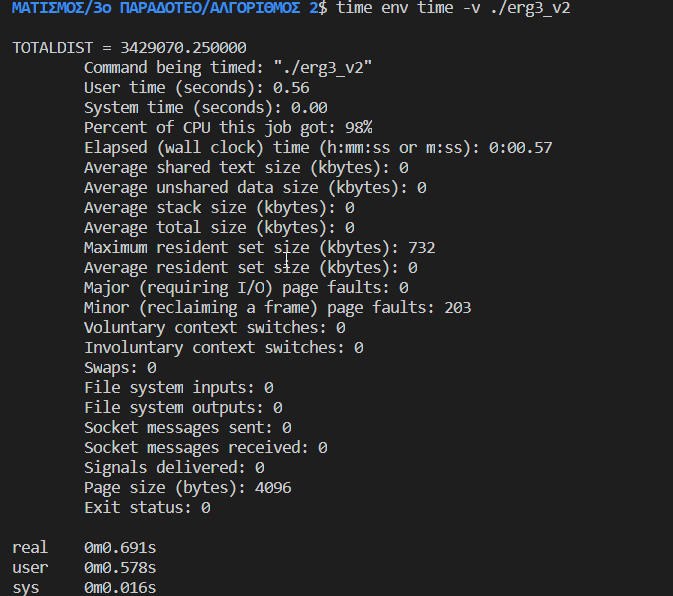 ΜΑΤΙΣΜΟΣ/3ο ΠΑΡΑΔΟΤΕΟ/ΑΛΓΟΡΙΘΜΟΣ 2$ time env time -v ./erg3_v2
TOTALDIST = 3429070.250000
Command being timed: "./erg3_v2"
User time (seconds): 0.56
System time (seconds): 0.00
Percent of CPU this job got: 98%
Elapsed (wall clock) time (h:mm:ss or m:ss): 0:00.57
Average shared text size (kbytes): 0
Average unshared data size (kbytes): 0
Average stack size (kbytes): 0
Average total size (kbytes): 0
Maximum resident set size (kbytes): 732
Average resident set size (kbytes): 0
Major (requiring I/O) page faults: 0
Minor (reclaiming a frame) page faults: 203
Voluntary context switches: 0
Involuntary context switches: 0
Swaps: 0
File system inputs: 0
File system outputs: 0
Socket messages sent: 0
Socket messages received: 0
Signals delivered: 0
Page size (bytes): 4096
Exit status: 0
real 0m0.691s
user 0m0.578s
sys 0m0.016s